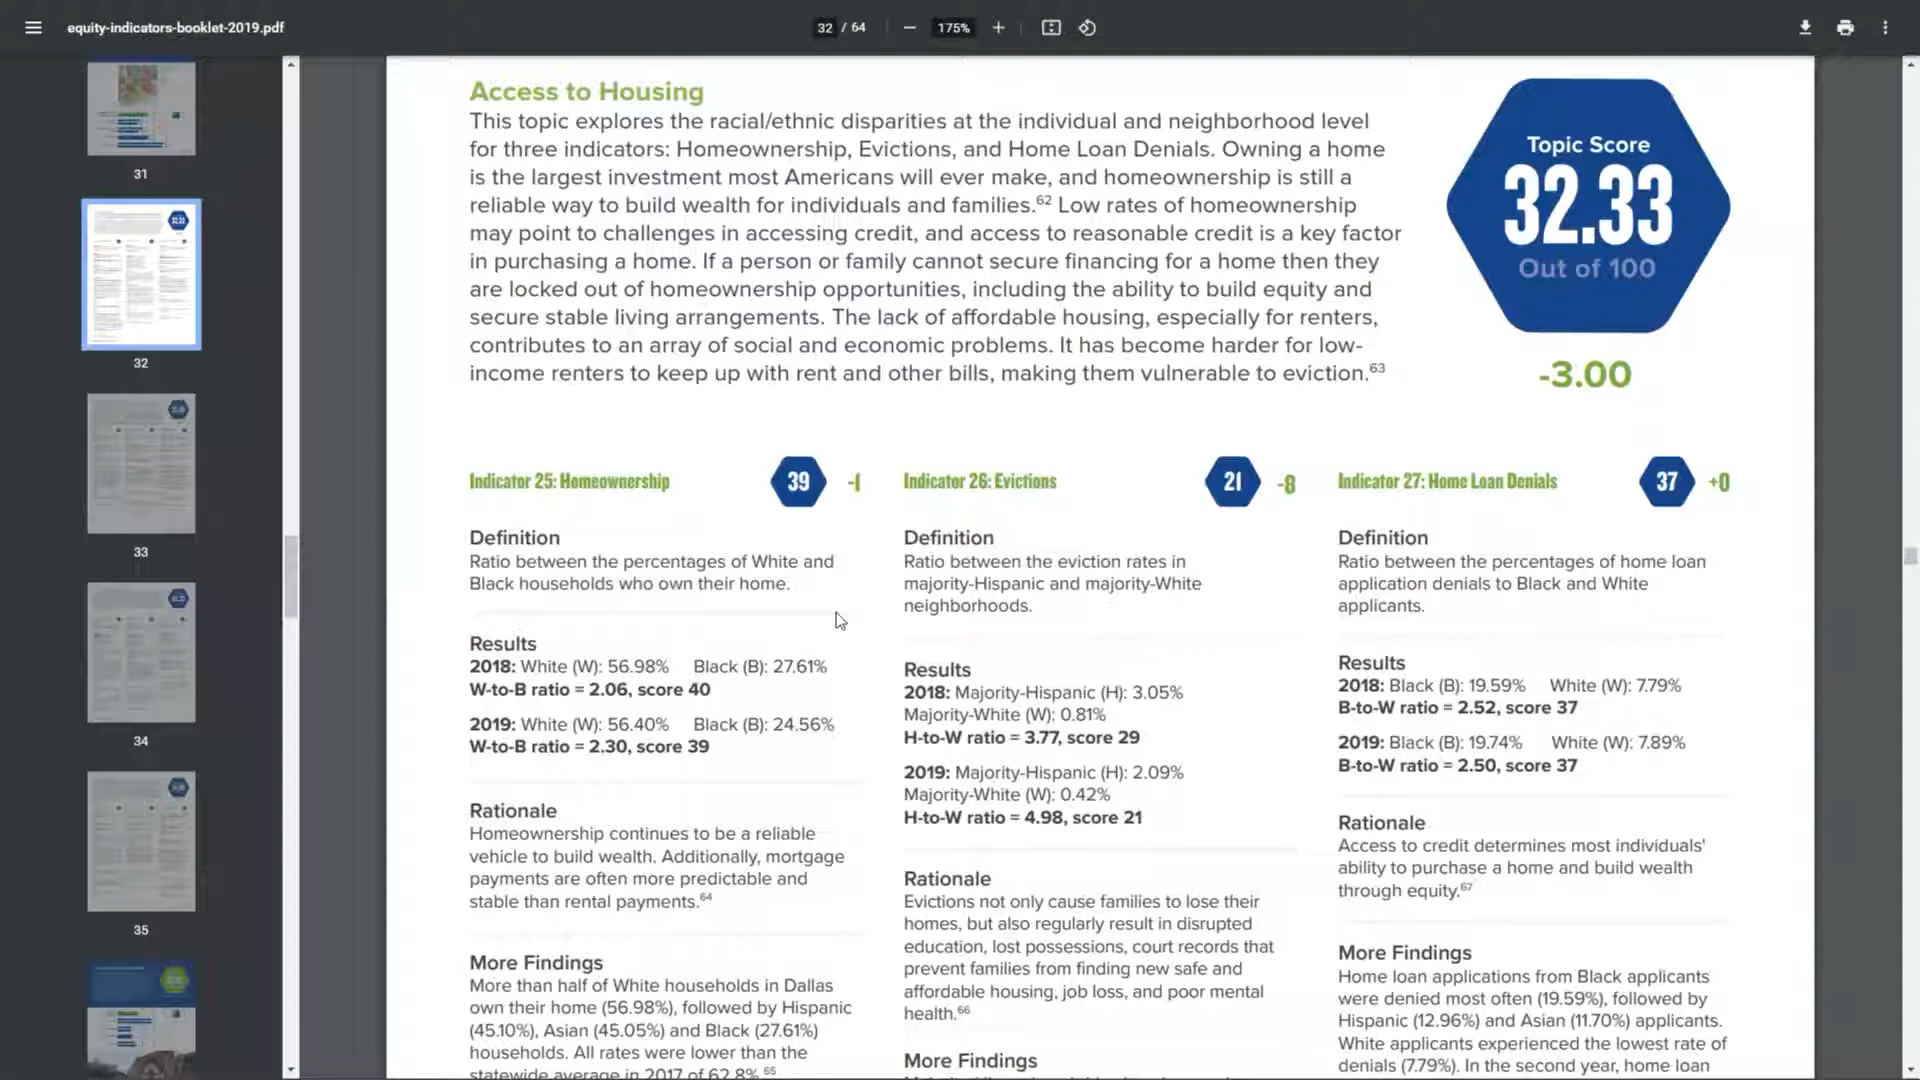 equity-indicators-booklet-2019.pdf
32 / 64
175%
31
32
33
34
35
Access to Housing
This topic explores the racial/ethnic disparities at the individual and neighborhood level
for three indicators: Homeownership, Evictions, and Home Loan Denials. Owning a home
is the largest investment most Americans will ever make, and homeownership is still a
reliable way to build wealth for individuals and families.62 Low rates of homeownership
may point to challenges in accessing credit, and access to reasonable credit is a key factor
in purchasing a home. If a person or family cannot secure financing for a home then they
are locked out of homeownership opportunities, including the ability to build equity and
secure stable living arrangements. The lack of affordable housing, especially for renters,
contributes to an array of social and economic problems. It has become harder for low-
income renters to keep up with rent and other bills, making them vulnerable to eviction.63
Topic Score
32.33
Out of 100
-3.00
Indicator 25: Homeownership
39
-1
Definition
Ratio between the percentages of White and
Black households who own their home.
Results
2018: White (W): 56.98% Black (B): 27.61%
W-to-B ratio = 2.06, score 40
2019: White (W): 56.40% Black (B): 24.56%
W-to-B ratio = 2.30, score 39
Rationale
Homeownership continues to be a reliable
vehicle to build wealth. Additionally, mortgage
payments are often more predictable and
stable than rental payments.64
More Findings
More than half of White households in Dallas
own their home (56.98%), followed by Hispanic
(45.10%), Asian (45.05%) and Black (27.61%)
households. All rates were lower than the
statewide average in 2017 of 62.8%.65
Indicator 26: Evictions
21
-8
Definition
Ratio between the eviction rates in
majority-Hispanic and majority-White
neighborhoods.
Results
2018: Majority-Hispanic (H): 3.05%
Majority-White (W): 0.81%
H-to-W ratio = 3.77, score 29
2019: Majority-Hispanic (H): 2.09%
Majority-White (W): 0.42%
H-to-W ratio = 4.98, score 21
Rationale
Evictions not only cause families to lose their
homes, but also regularly result in disrupted
education, lost possessions, court records that
prevent families from finding new safe and
affordable housing, job loss, and poor mental
health.66
More Findings
Indicator 27: Home Loan Denials
37
+0
Definition
Ratio between the percentages of home loan
application denials to Black and White
applicants.
Results
2018: Black (B): 19.59% White (W): 7.79%
B-to-W ratio = 2.52, score 37
2019: Black (B): 19.74% White (W): 7.89%
B-to-W ratio = 2.50, score 37
Rationale
Access to credit determines most individuals'
ability to purchase a home and build wealth
through equity.67
More Findings
Home loan applications from Black applicants
were denied most often (19.59%), followed by
Hispanic (12.96%) and Asian (11.70%) applicants.
White applicants experienced the lowest rate of
denials (7.79%). In the second year, home loan